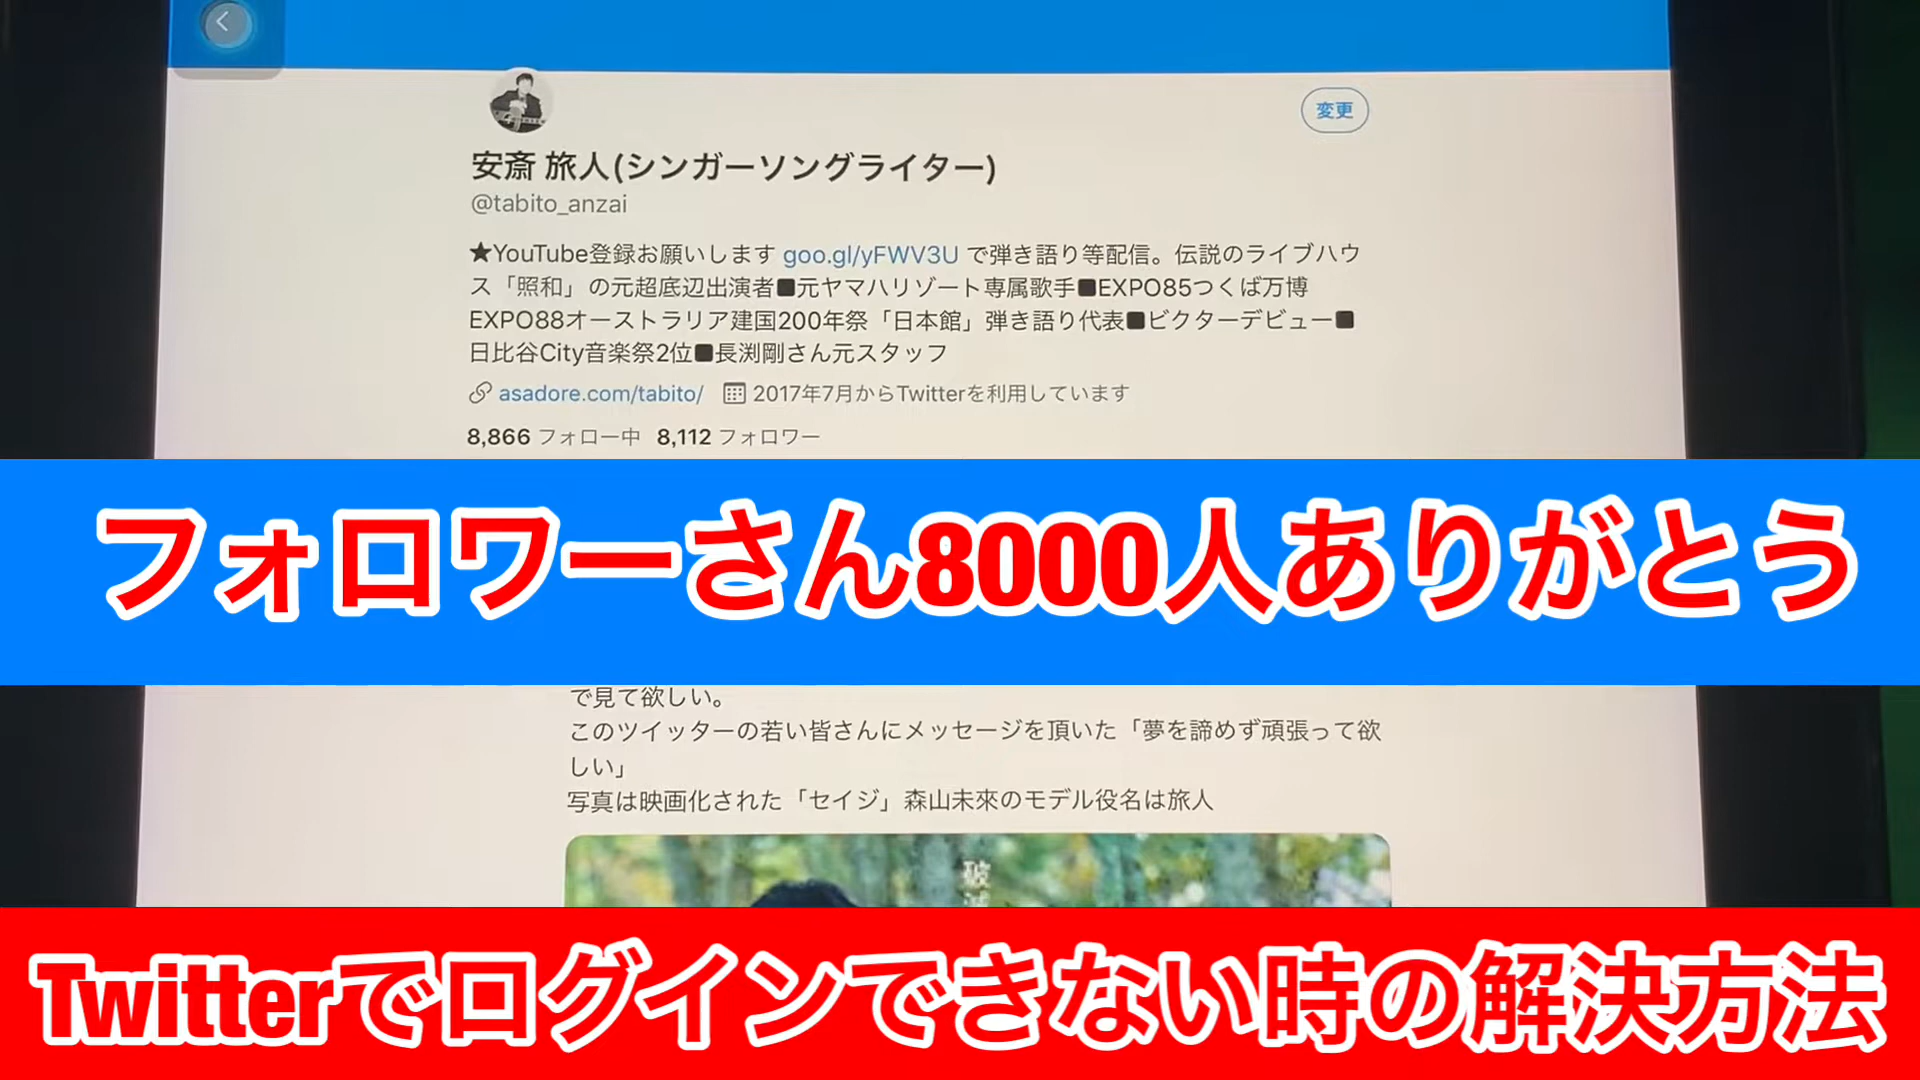 変更
安斎 旅人(シンガーソングライター)
@tabito_anzai
★YouTube登録お願いします goo.gl/yFWV3U で弾き語り等配信。伝説のライブハウ
ス「照和」の元超底辺出演者■元ヤマハリゾート専属歌手■EXPO85つくば万博
EXPO88オーストラリア建国200年祭「日本館」弾き語り代表■ビクターデビュー■
日比谷City音楽祭2位■長渕剛さん元スタッフ
asadore.com/tabito/ 2017年7月からTwitterを利用しています
8,866 フォロー中 8,112 フォロワー
フォロワーさん8000人ありがとう
で見て欲しい。
このツイッターの若い皆さんにメッセージを頂いた「夢を諦めず頑張って欲
しい」
写真は映画化された「セイジ」森山未來のモデル役名は旅人
破
Twitterでログインできない時の解決方法